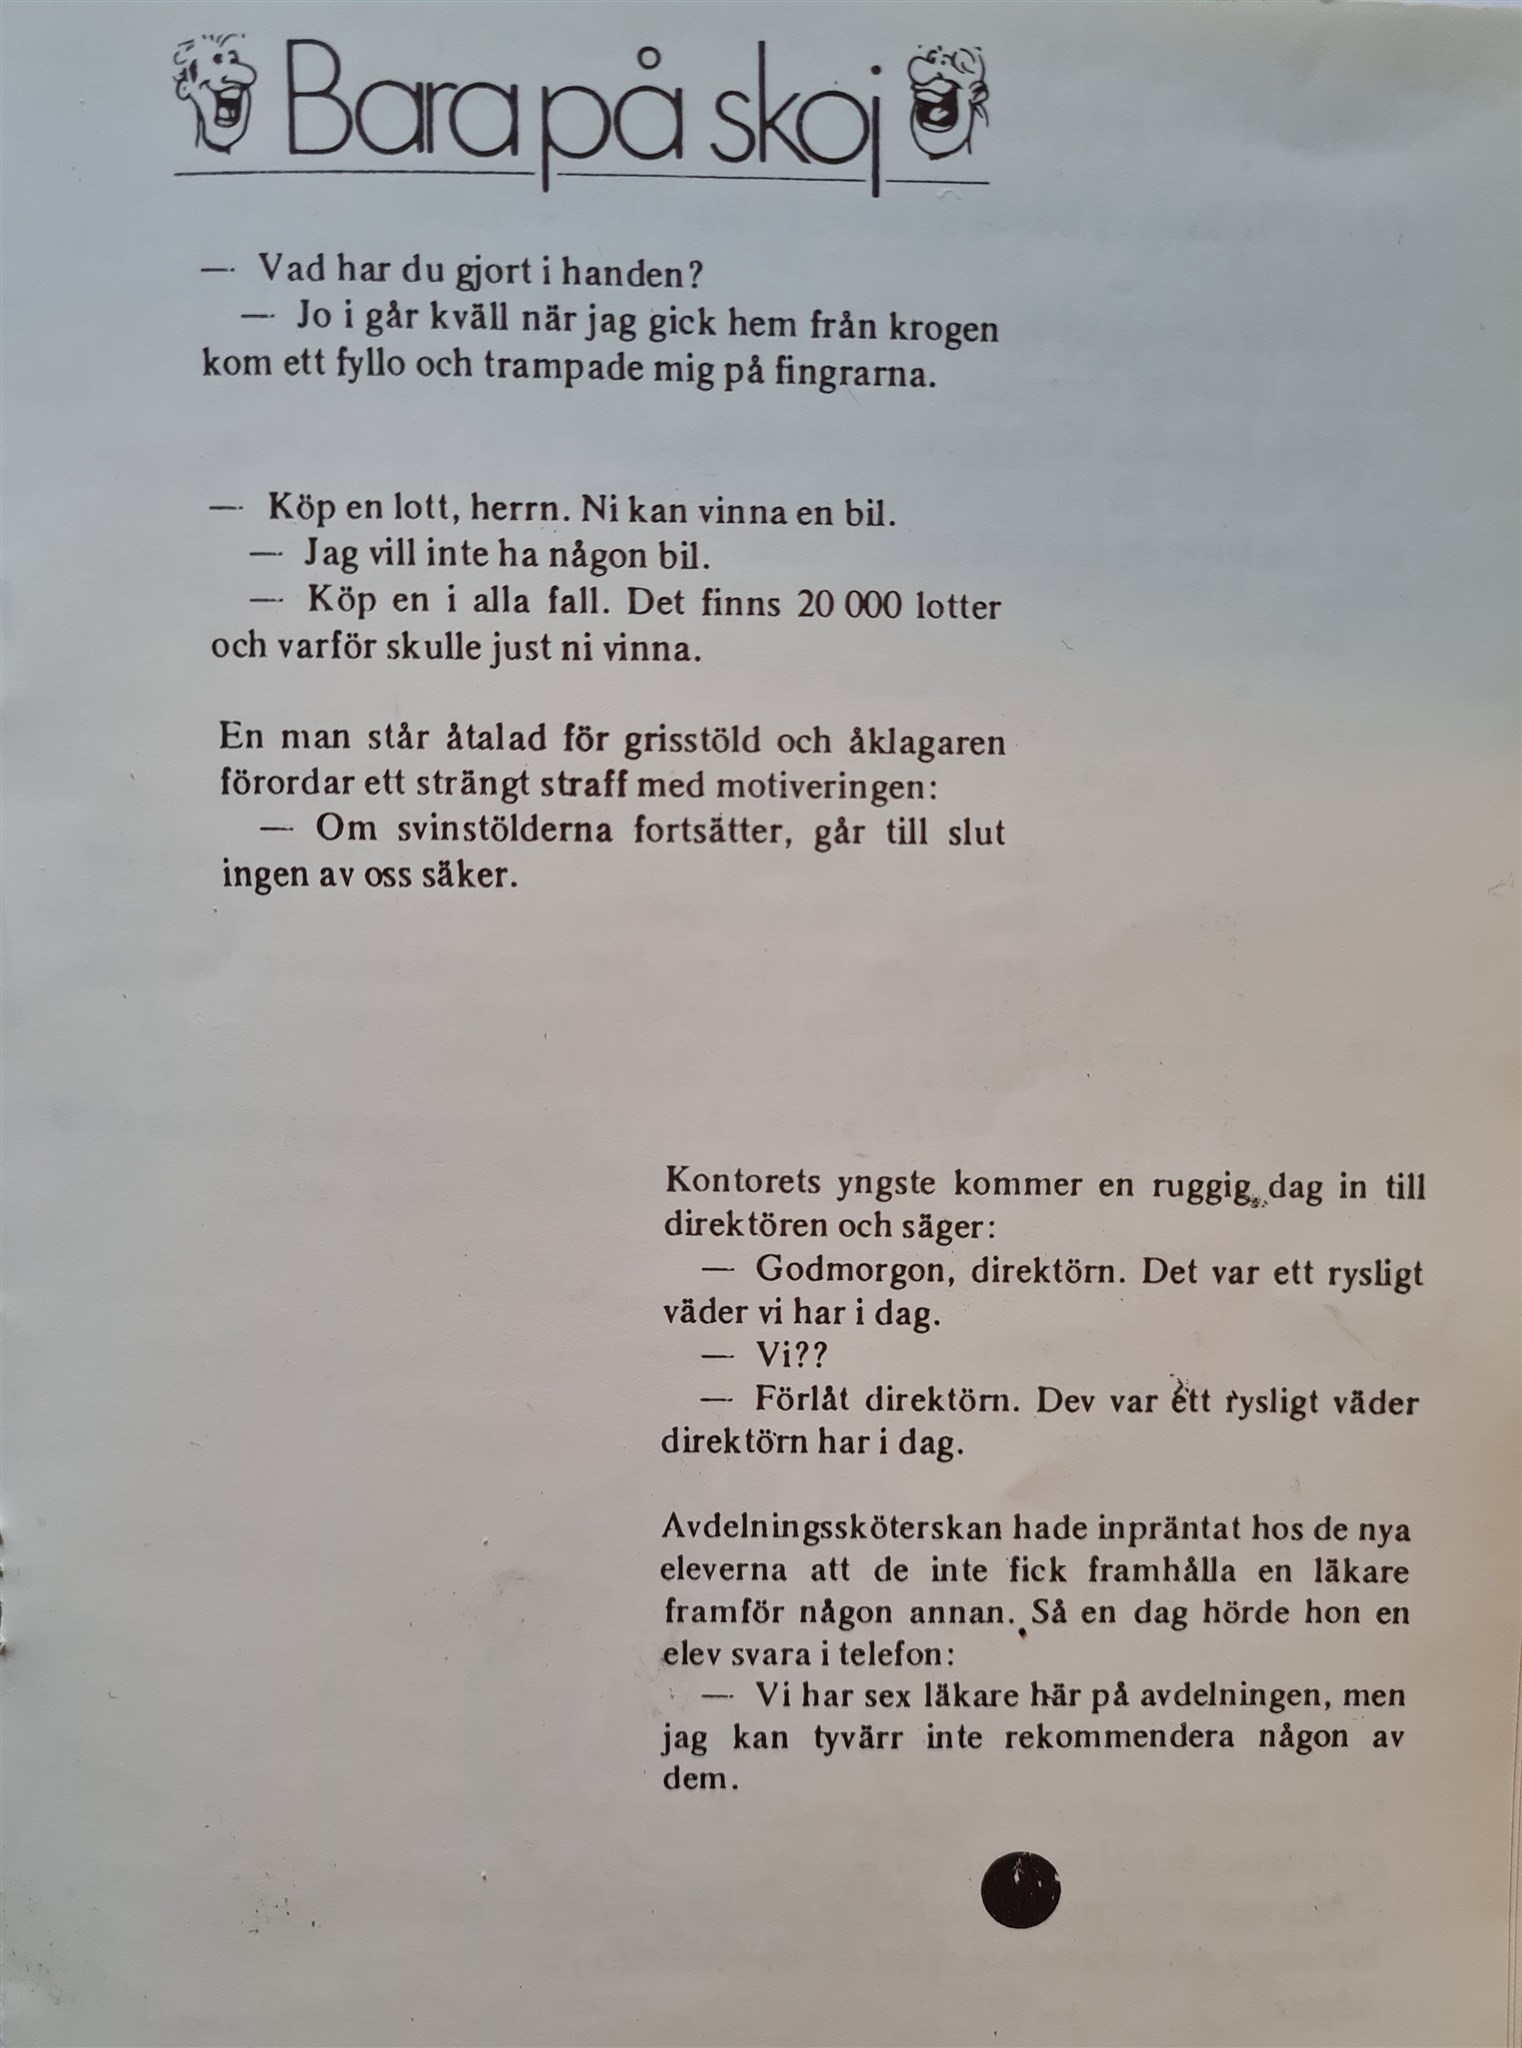 Bara på skoj
— Vad har du gjort i handen?
— Jo i går kväll när jag gick hem från krogen
kom ett fyllo och trampade mig på fingrarna.
— Köp en lott, herrn. Ni kan vinna en bil.
— Jag vill inte ha någon bil.
— Köp en i alla fall. Det finns 20 000 lotter
och varför skulle just ni vinna.
En man står åtalad för grisstöld och åklagaren
förordar ett strängt straff med motiveringen:
— Om svinstölderna fortsätter, går till slut
ingen av oss säker.
Kontorets yngste kommer en ruggig dag in till
direktören och säger:
— Godmorgon, direktörn. Det var ett rysligt
väder vi har i dag.
— Vi??
— Förlåt direktörn. Dev var ett rysligt väder
direktörn har i dag.
Avdelningssköterskan hade inpräntat hos de nya
eleverna att de inte fick framhålla en läkare
framför någon annan. Så en dag hörde hon en
elev svara i telefon:
— Vi har sex läkare här på avdelningen, men
jag kan tyvärr inte rekommendera någon av
dem.